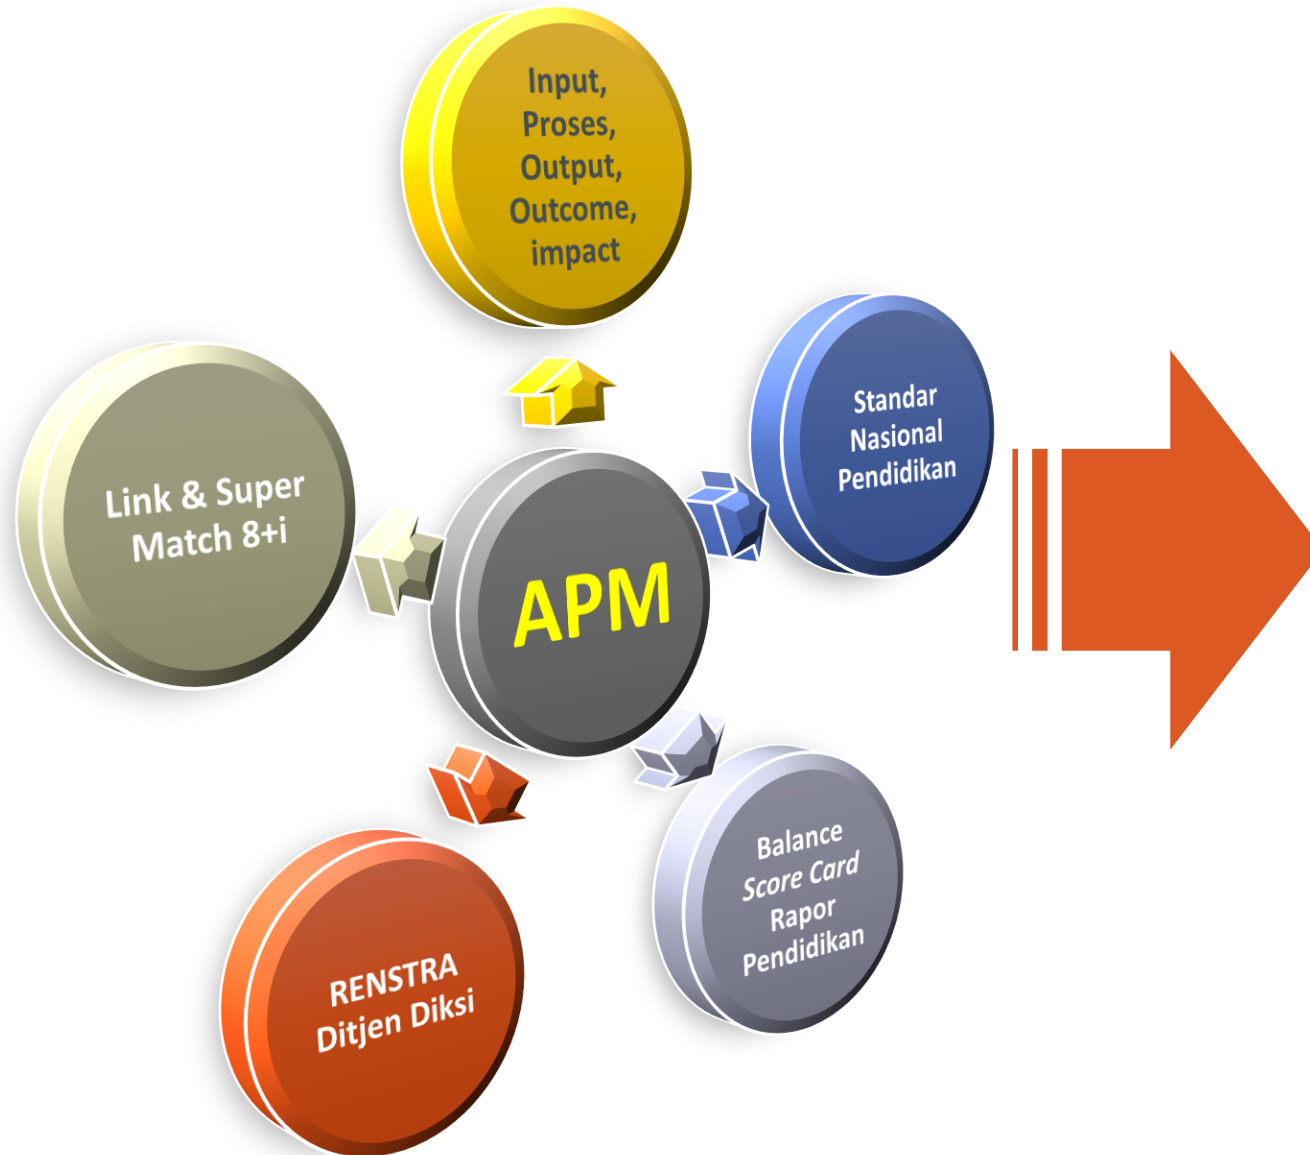 Input,
Proses,
Output,
Outcome,
impact
Standar
Nasional
Pendidikan
Link & Super
Match 8+i
APM
Balance
Score Card
Rapor
Pendidikan
RENSTRA
Ditjen Diksi